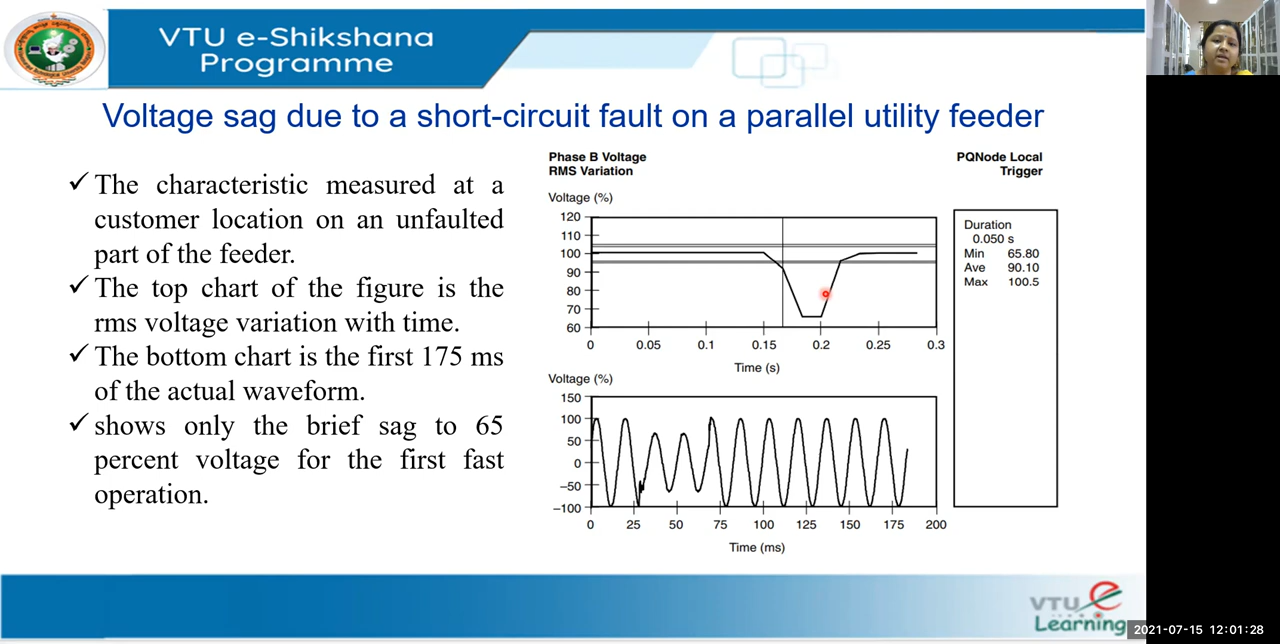 VTU e-Shikshana
Programme
Voltage sag due to a short-circuit fault on a parallel utility feeder
✓ The characteristic measured at a
customer location on an unfaulted
part of the feeder.
✓ The top chart of the figure is the
rms voltage variation with time.
✓ The bottom chart is the first 175 ms
of the actual waveform.
✓ shows only the brief sag to 65
percent voltage for the first fast
operation.
Phase B Voltage
RMS Variation
PQNode Local
Trigger
Voltage (%)
120
110
100
90
80
70
60
0 0.05 0.1 0.15 0.2 0.25 0.3
Time (s)
Duration
0.050 s
Min 65.80
Ave 90.10
Max 100.5
Voltage (%)
150
100
50
0
−50
−100
0 25 50 75 100 125 150 175 200
Time (ms)
VTU e
Learning
2021-07-15 12:01:28